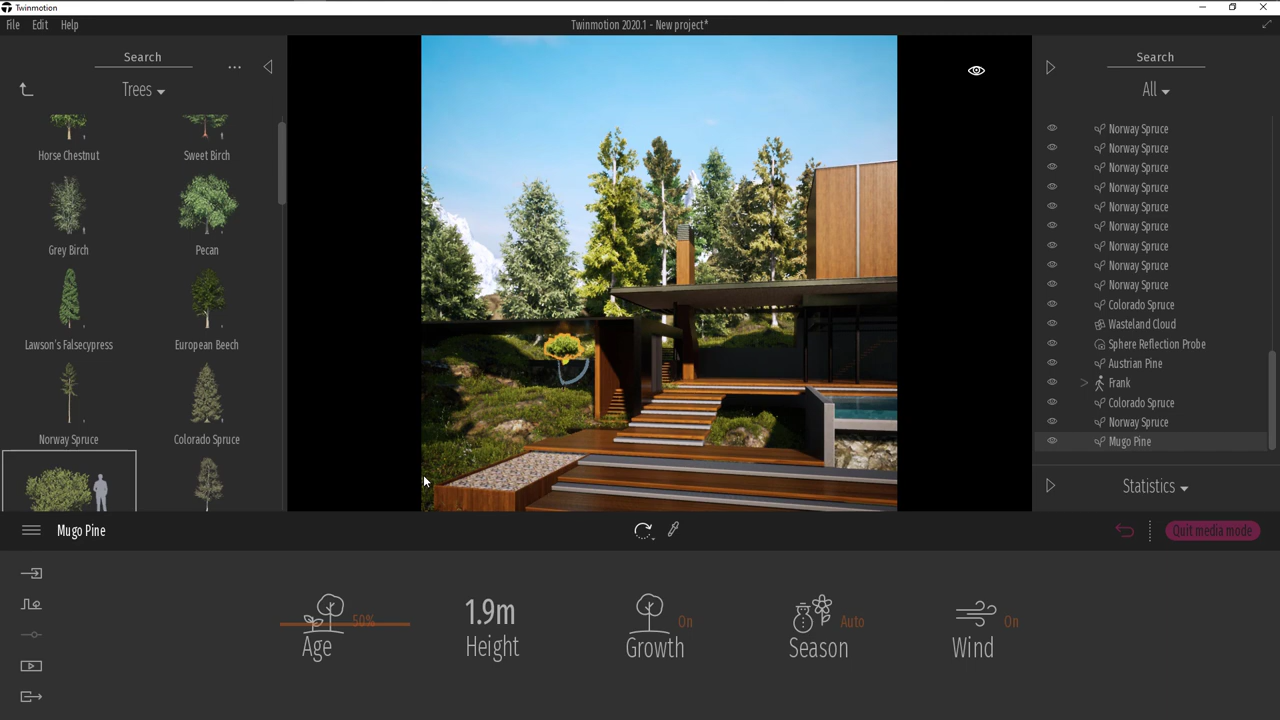 Twinmotion
File Edit Help
Twinmotion 2020.1 - New project*
Search
...
Trees
Horse Chestnut
Sweet Birch
Grey Birch
Pecan
Lawson's Falsecypress
European Beech
Norway Spruce
Colorado Spruce
Search
All
Norway Spruce
Norway Spruce
Norway Spruce
Norway Spruce
Norway Spruce
Norway Spruce
Norway Spruce
Norway Spruce
Norway Spruce
Colorado Spruce
Wasteland Cloud
Sphere Reflection Probe
Austrian Pine
Frank
Colorado Spruce
Norway Spruce
Mugo Pine
Statistics
Mugo Pine
Quit media mode
50%
Age
1.9m
Height
On
Growth
Auto
Season
On
Wind